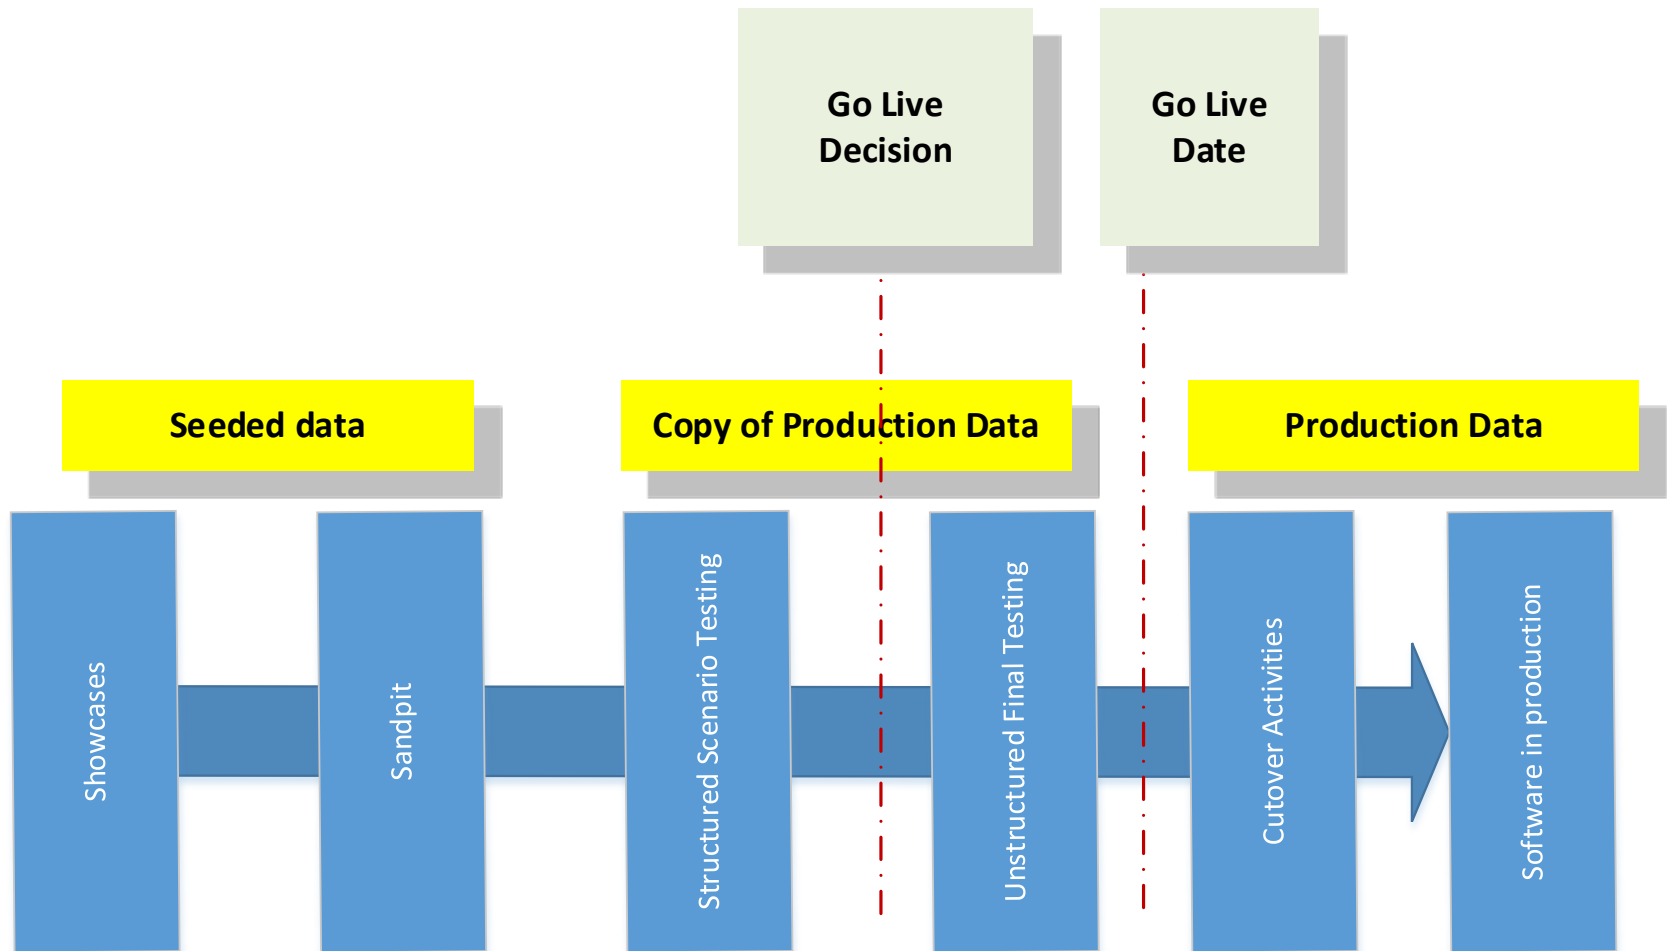 Go Live
Decision
Go Live
Date
Seeded data
Copy of Production Data
Production Data
Showcases
Sandpit
Structured Scenario Testing
Unstructured Final Testing
Cutover Activities
Software in production